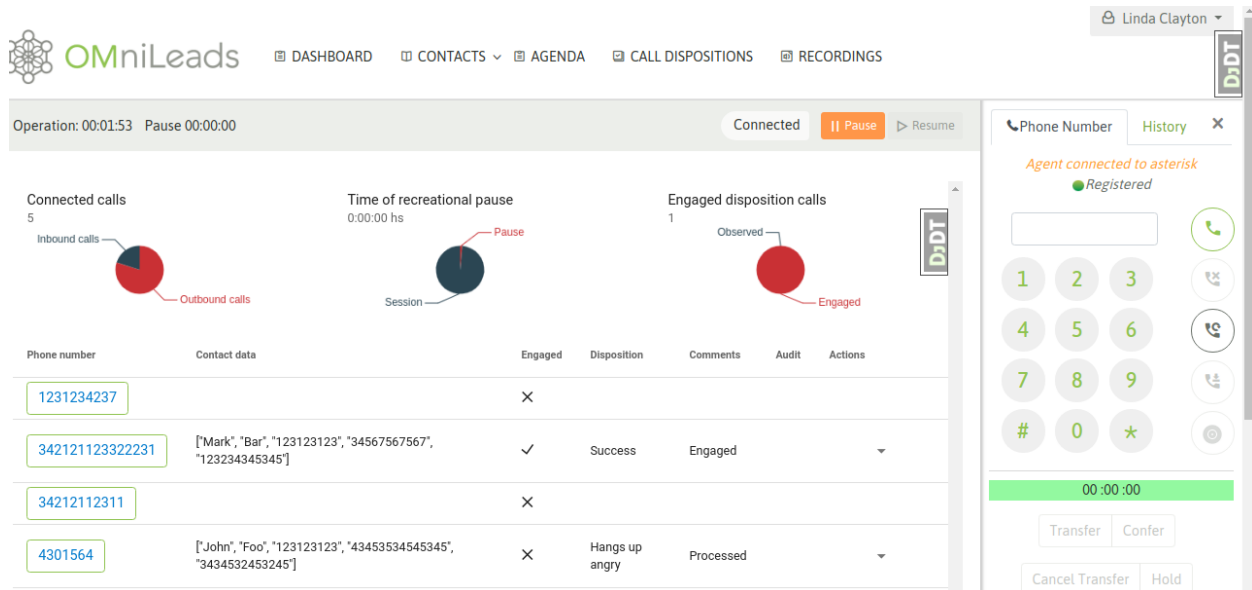 Linda Clayton
OMniLeads
DASHBOARD
CONTACTS
AGENDA
CALL DISPOSITIONS
RECORDINGS
DJDT
Operation: 00:01:53 Pause 00:00:00
Connected
Pause
Resume
Phone Number
History
Agent connected to asterisk
Registered
Connected calls
5
Inbound calls
Outbound calls
Time of recreational pause
0:00:00 hs
Pause
Session
Engaged disposition calls
1
Observed
Engaged
DJDT
1 2 3
4 5 6
7 8 9
# 0 *
00 :00 :00
Transfer Confer
Cancel Transfer Hold
Phone number Contact data Engaged Disposition Comments Audit Actions
1231234237
342121123322231
["Mark", "Bar", "123123123", "34567567567",
"123234345345"]
Success
Engaged
34212112311
4301564
["John", "Foo", "123123123", "43453534545345",
"3434532453245"]
Hangs up
angry
Processed